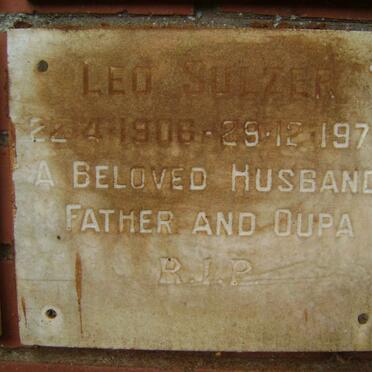 LEO SULZER
22·4·1906·29·12·197
A BELOVED HUSBAND
FATHER AND OUPA
R.I.P.